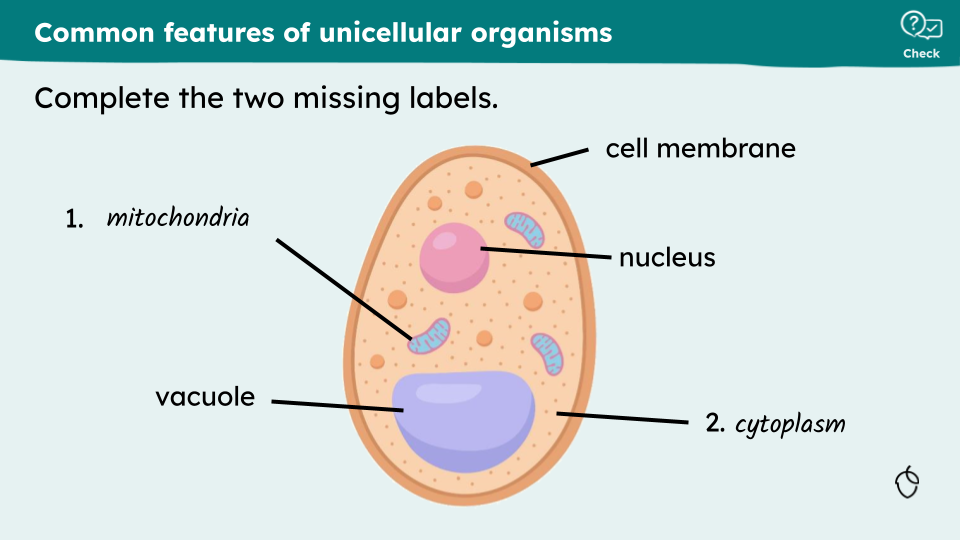 Common features of unicellular organisms
Check
Complete the two missing labels.
cell membrane
1. mitochondria
nucleus
vacuole
2. cytoplasm